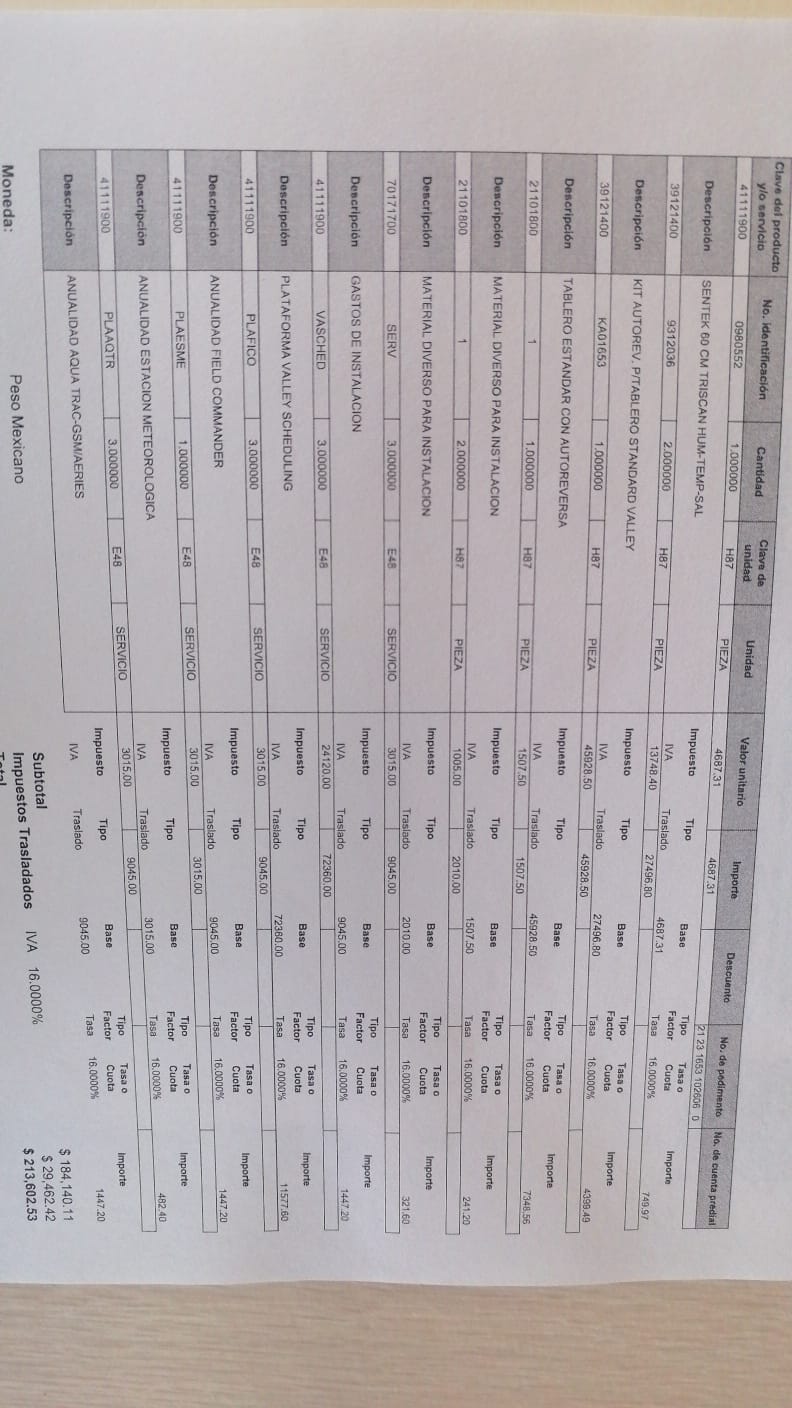 Clave del producto y/o servicio No. identificación Cantidad Clave de unidad Unidad Valor unitario Importe Descuento No. de pedimento No. de cuenta predial
41111900 0980552 1.000000 H87 PIEZA 4687.31 4687.31 21 23 1653 102606 0
Descripción SENTEK 60 CM TRISCAN HUM-TEMP-SAL Impuesto Tipo Base Tipo Factor Tasa o Cuota Importe
IVA Traslado 4687.31 Tasa 16.0000% 749.97
39121400 9312036 2.000000 H87 PIEZA 13748.40 27496.80
Descripción KIT AUTOREV. P/TABLERO STANDARD VALLEY Impuesto Tipo Base Tipo Factor Tasa o Cuota Importe
IVA Traslado 27496.80 Tasa 16.0000% 4399.49
39121400 KA01653 1.000000 H87 PIEZA 45928.50 45928.50
Descripción TABLERO ESTANDAR CON AUTOREVERSA Impuesto Tipo Base Tipo Factor Tasa o Cuota Importe
IVA Traslado 45928.50 Tasa 16.0000% 7348.56
21101800 1 1.000000 H87 PIEZA 1507.50 1507.50
Descripción MATERIAL DIVERSO PARA INSTALACION Impuesto Tipo Base Tipo Factor Tasa o Cuota Importe
IVA Traslado 1507.50 Tasa 16.0000% 241.20
21101800 1 2.000000 H87 PIEZA 1005.00 2010.00
Descripción MATERIAL DIVERSO PARA INSTALACION Impuesto Tipo Base Tipo Factor Tasa o Cuota Importe
IVA Traslado 2010.00 Tasa 16.0000% 321.60
70171700 SERV 3.000000 E48 SERVICIO 3015.00 9045.00
Descripción GASTOS DE INSTALACION Impuesto Tipo Base Tipo Factor Tasa o Cuota Importe
IVA Traslado 9045.00 Tasa 16.0000% 1447.20
41111900 VASCHED 3.000000 E48 SERVICIO 24120.00 72360.00
Descripción PLATAFORMA VALLEY SCHEDULING Impuesto Tipo Base Tipo Factor Tasa o Cuota Importe
IVA Traslado 72360.00 Tasa 16.0000% 11577.60
41111900 PLAFICO 3.000000 E48 SERVICIO 3015.00 9045.00
Descripción ANUALIDAD FIELD COMMANDER Impuesto Tipo Base Tipo Factor Tasa o Cuota Importe
IVA Traslado 9045.00 Tasa 16.0000% 1447.20
41111900 PLAESME 1.000000 E48 SERVICIO 3015.00 3015.00
Descripción ANUALIDAD ESTACION METEOROLOGICA Impuesto Tipo Base Tipo Factor Tasa o Cuota Importe
IVA Traslado 3015.00 Tasa 16.0000% 482.40
41111900 PLAAQTR 3.000000 E48 SERVICIO 3015.00 9045.00
Descripción ANUALIDAD AQUA TRAC-GSM/AERIES Impuesto Tipo Base Tipo Factor Tasa o Cuota Importe
IVA Traslado 9045.00 Tasa 16.0000% 1447.20
Subtotal $ 184,140.11
Impuestos Trasladados IVA 16.0000% $ 29,462.42
Total $ 213,602.53
Moneda: Peso Mexicano